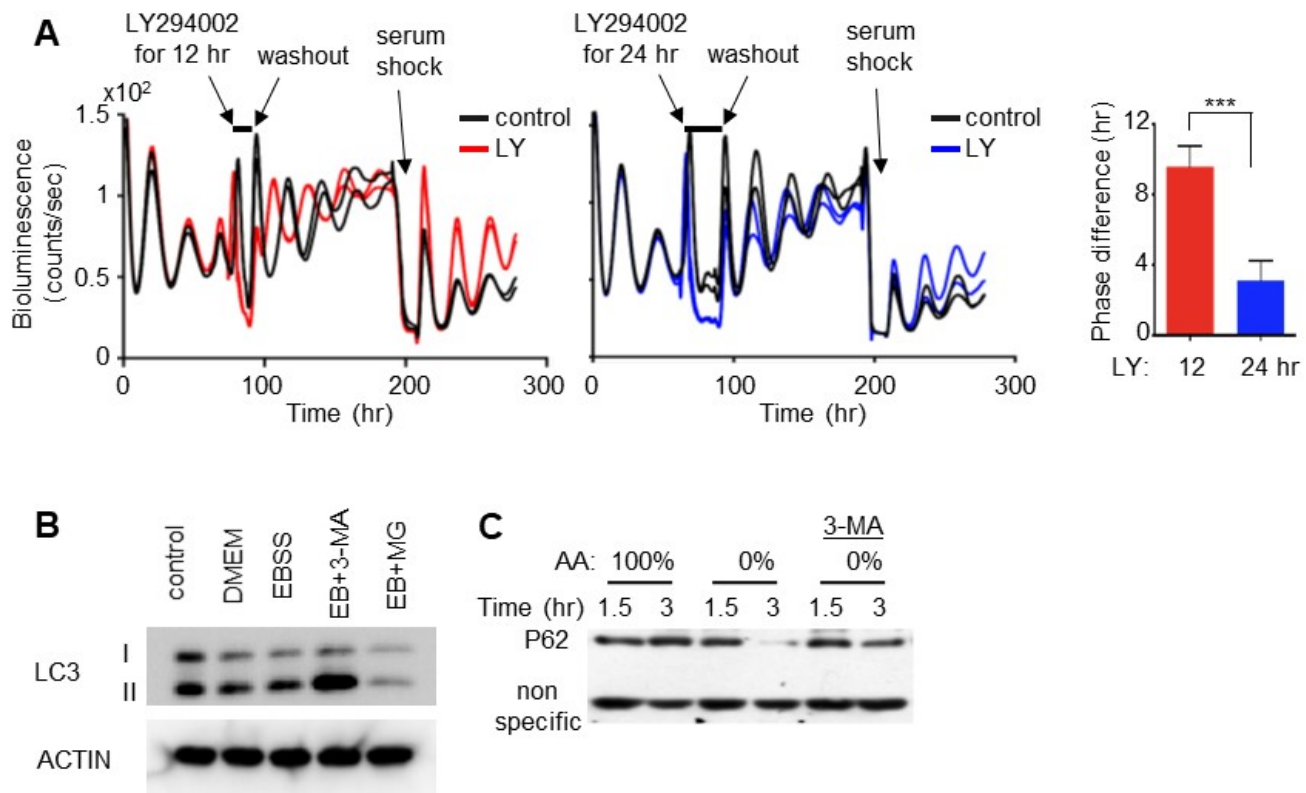 A
LY294002
for 12 hr
washout
serum
shock
x10²
control
LY
1.5
1
0.5
0
Bioluminescence
(counts/sec)
0
100
200
300
Time (hr)
LY294002
for 24 hr
washout
serum
shock
control
LY
0
100
200
300
Time (hr)
***
12
8
4
0
Phase difference (hr)
LY: 12 24 hr
B
control
DMEM
EBSS
EB+3-MA
EB+MG
LC3
I
II
ACTIN
C
3-MA
AA: 100% 0% 0%
Time (hr) 1.5 3 1.5 3 1.5 3
P62
non
specific